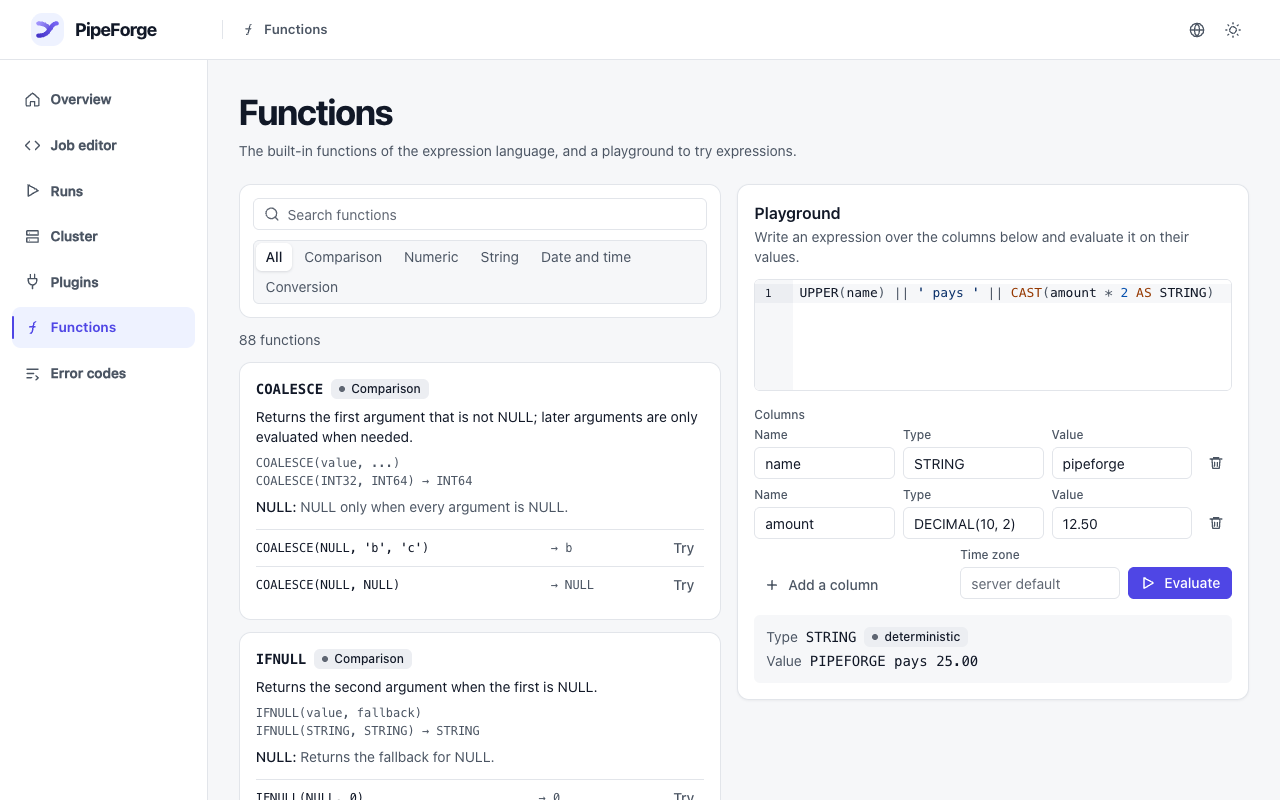 PipeForge
Functions
Overview
Job editor
Runs
Cluster
Plugins
Functions
Error codes
Functions
The built-in functions of the expression language, and a playground to try expressions.
Search functions
All Comparison Numeric String Date and time
Conversion
88 functions
COALESCE Comparison
Returns the first argument that is not NULL; later arguments are only
evaluated when needed.
COALESCE(value, ...)
COALESCE(INT32, INT64) → INT64
NULL: NULL only when every argument is NULL.
COALESCE(NULL, 'b', 'c') → b Try
COALESCE(NULL, NULL) → NULL Try
IFNULL Comparison
Returns the second argument when the first is NULL.
IFNULL(value, fallback)
IFNULL(STRING, STRING) → STRING
NULL: Returns the fallback for NULL.
IFNULL(NULL, 0) → 0 Try
Playground
Write an expression over the columns below and evaluate it on their
values.
1 UPPER(name) || ' pays ' || CAST(amount * 2 AS STRING)
Columns
Name Type Value
name STRING pipeforge
Name Type Value
amount DECIMAL(10, 2) 12.50
Time zone
+ Add a column server default Evaluate
Type STRING deterministic
Value PIPEFORGE pays 25.00